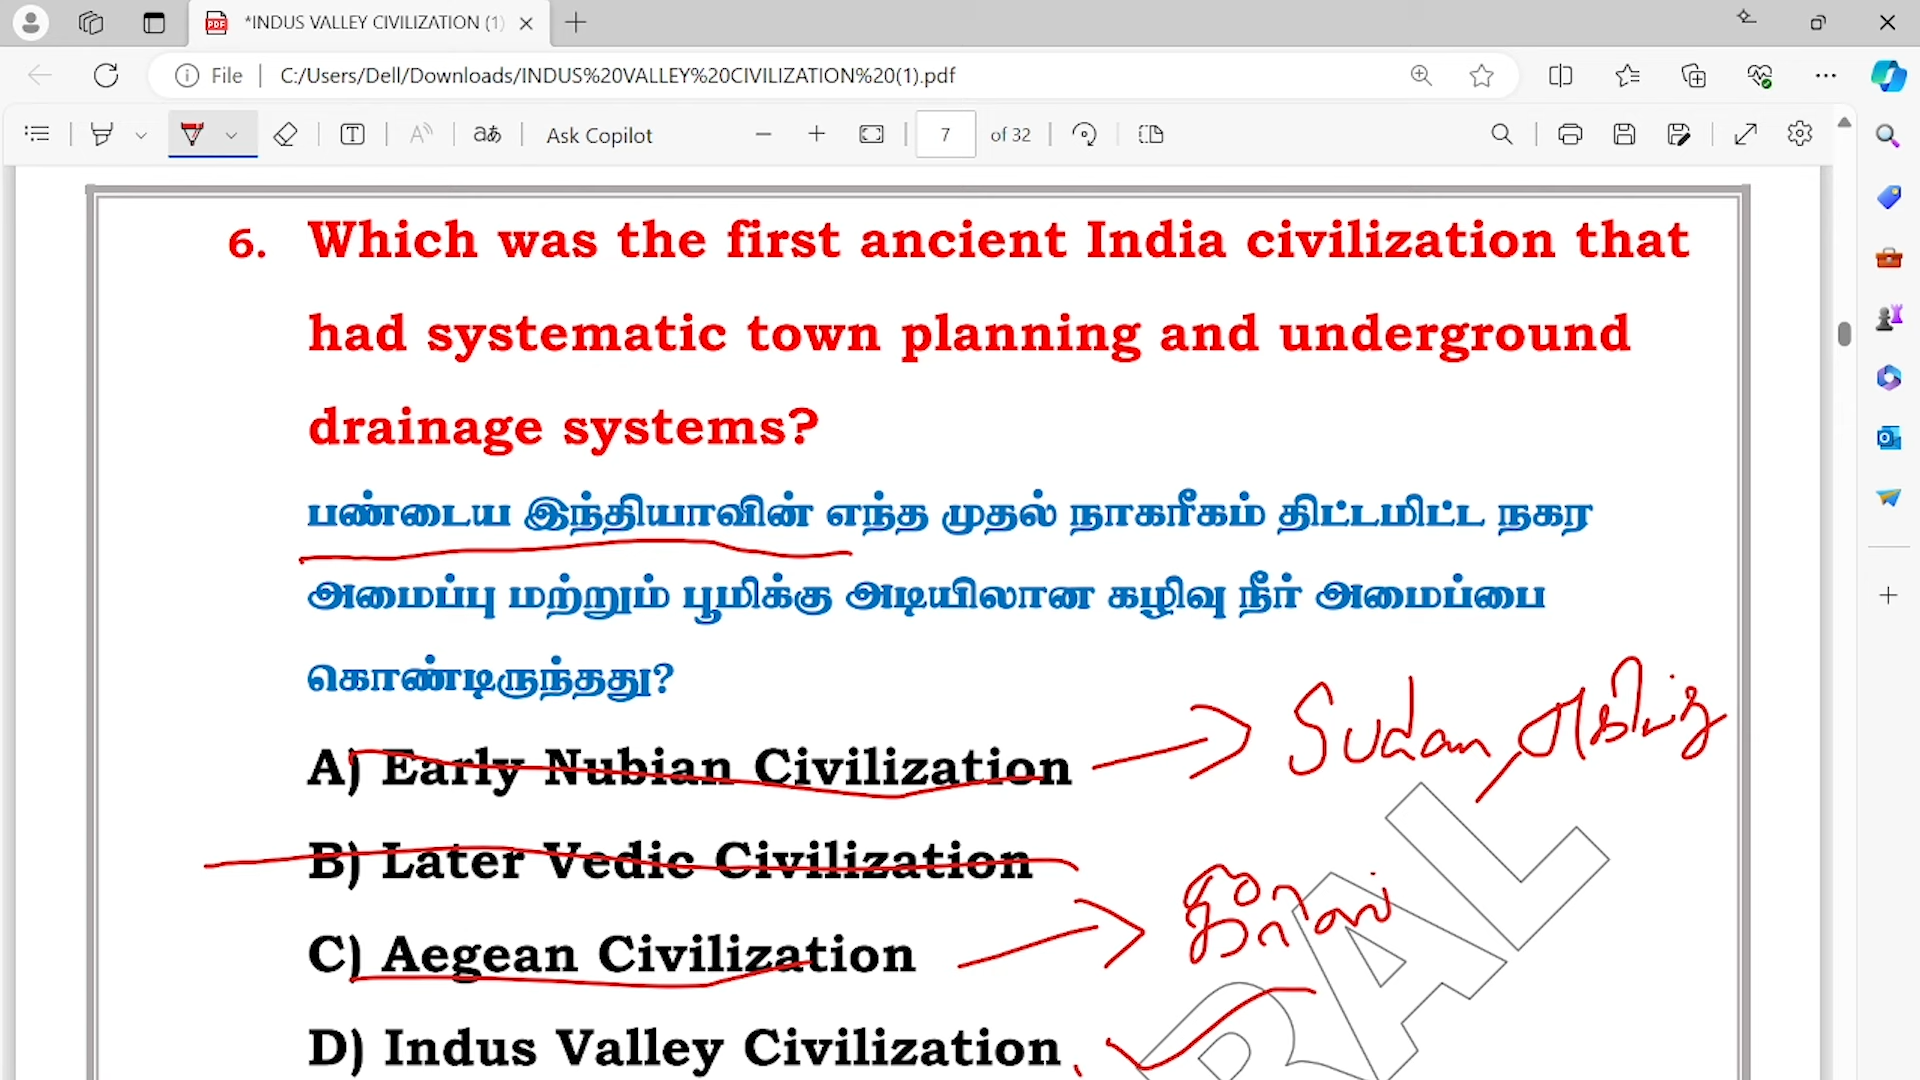 *INDUS VALLEY CIVILIZATION (1)
File
C:/Users/Dell/Downloads/INDUS%20VALLEY%20CIVILIZATION%20(1).pdf
Ask Copilot
7 of 32
6. Which was the first ancient India civilization that
had systematic town planning and underground
drainage systems?
பண்டைய இந்தியாவின் எந்த முதல் நாகரீகம் திட்டமிட்ட நகர
அமைப்பு மற்றும் பூமிக்கு அடியிலான கழிவு நீர் அமைப்பை
கொண்டிருந்தது?
A) Early Nubian Civilization
Sudan, எகிப்து
B) Later Vedic Civilization
C) Aegean Civilization
D) Indus Valley Civilization